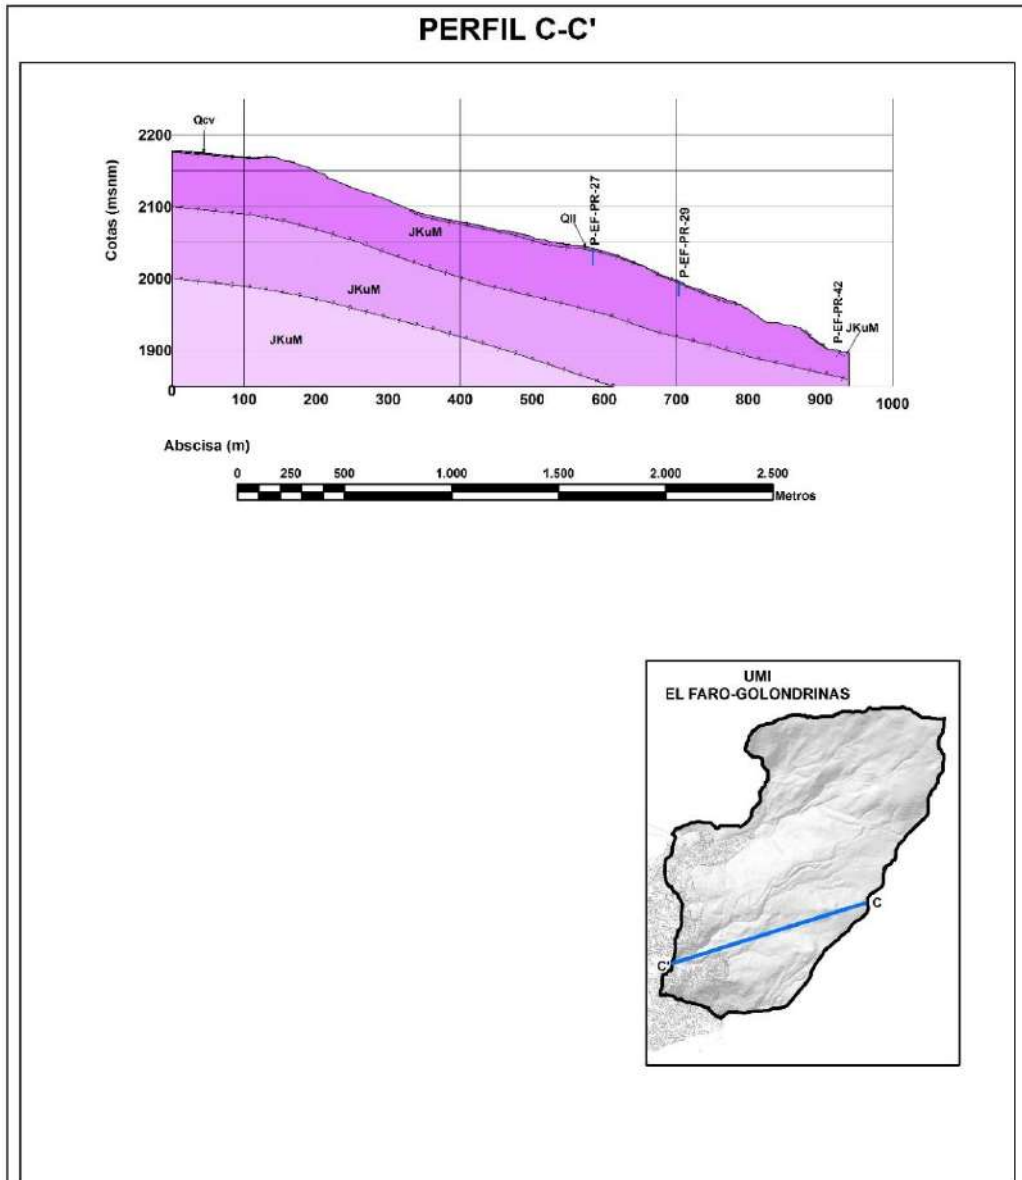 PERFIL C-C'
Qcv
2200
2100
2000
1900
Cotas (msnm)
JKuM
JKuM
JKuM
QII
P-EF-PR-27
P-EF-PR-29
P-EF-PR-42
JKuM
0 100 200 300 400 500 600 700 800 900 1000
Abscisa (m)
0 250 500 1.000 1.500 2.000 2.500
Metros
UMI
EL FARO-GOLONDRINAS
C
C'